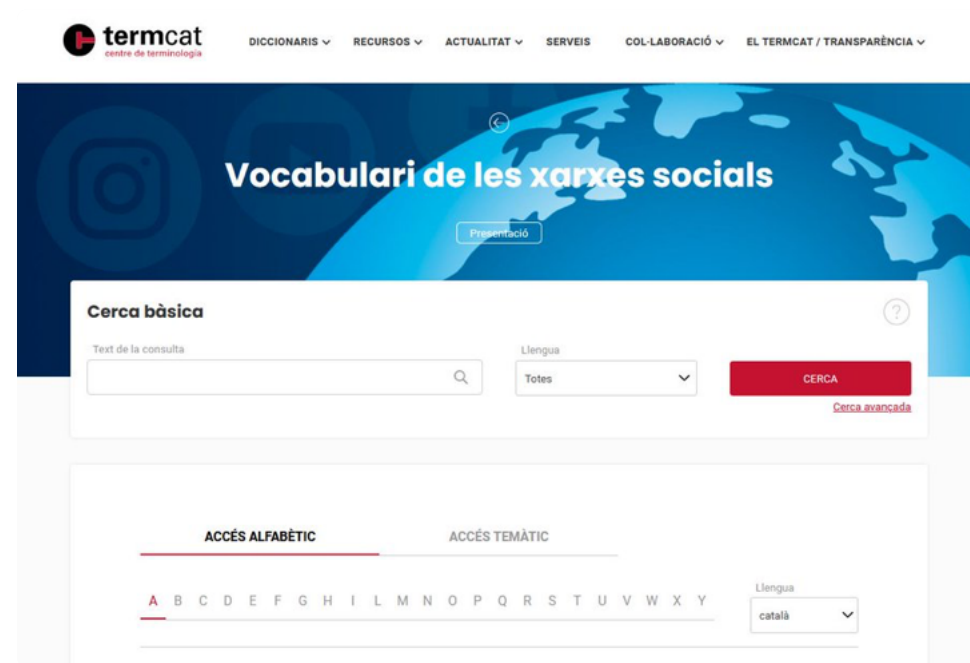 termcat
centre de terminologia
DICCIONARIS RECURSOS ACTUALITAT SERVEIS COL·LABORACIÓ EL TERMCAT / TRANSPARÈNCIA
Vocabulari de les xarxes socials
Presentació
Cerca bàsica
?
Text de la consulta Llengua
Totes CERCA
Cerca avançada
ACCÉS ALFABÈTIC ACCÉS TEMÀTIC
Llengua
A B C D E F G H I L M N O P Q R S T U V W X Y
català